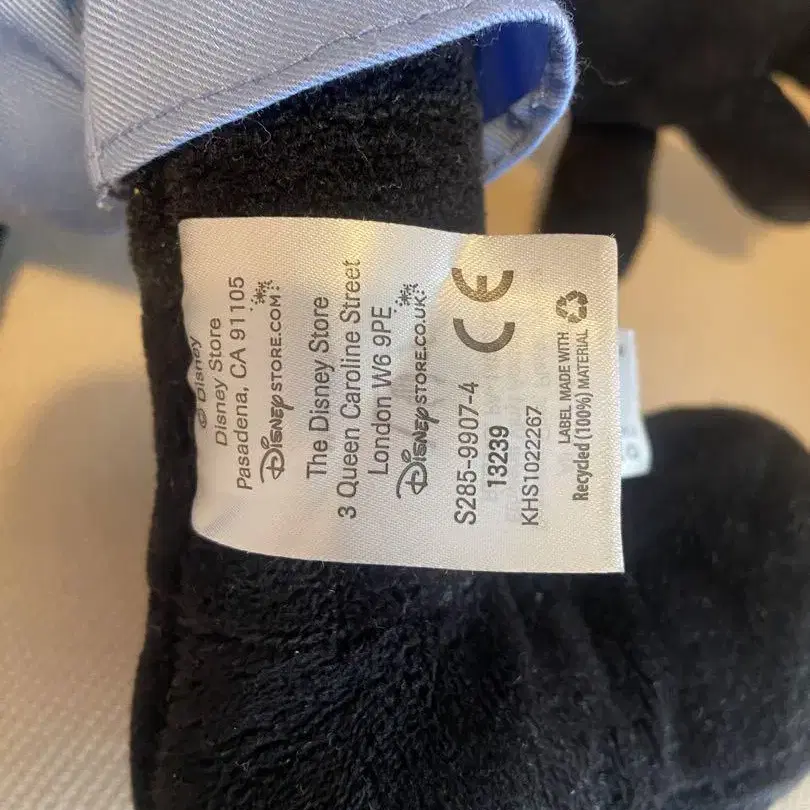 © Disney
Disney Store
Pasadena, CA 91105
DISNEYSTORE.COM
The Disney Store
3 Queen Caroline Street
London W6 9PE
DISNEYSTORE.CO.UK
CE
S285-9907-4
13239
KHS1022267
LABEL MADE WITH
Recycled (100%) MATERIAL